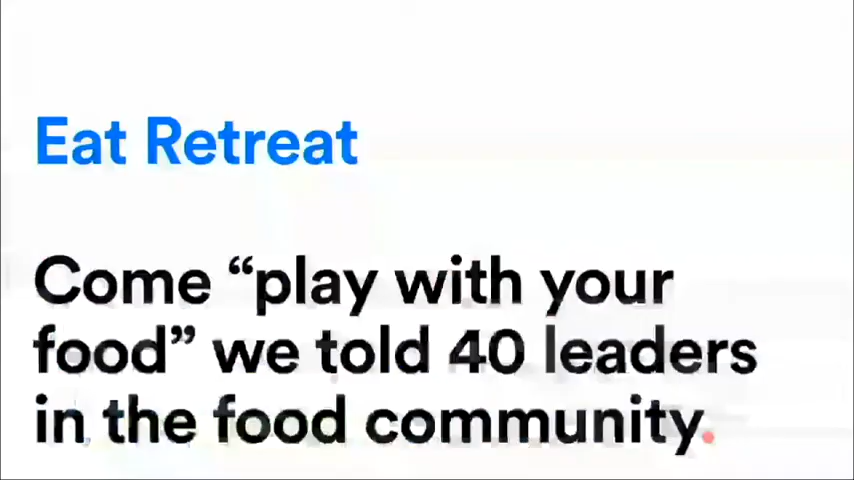 Eat Retreat
Come “play with your
food” we told 40 leaders
in the food community.